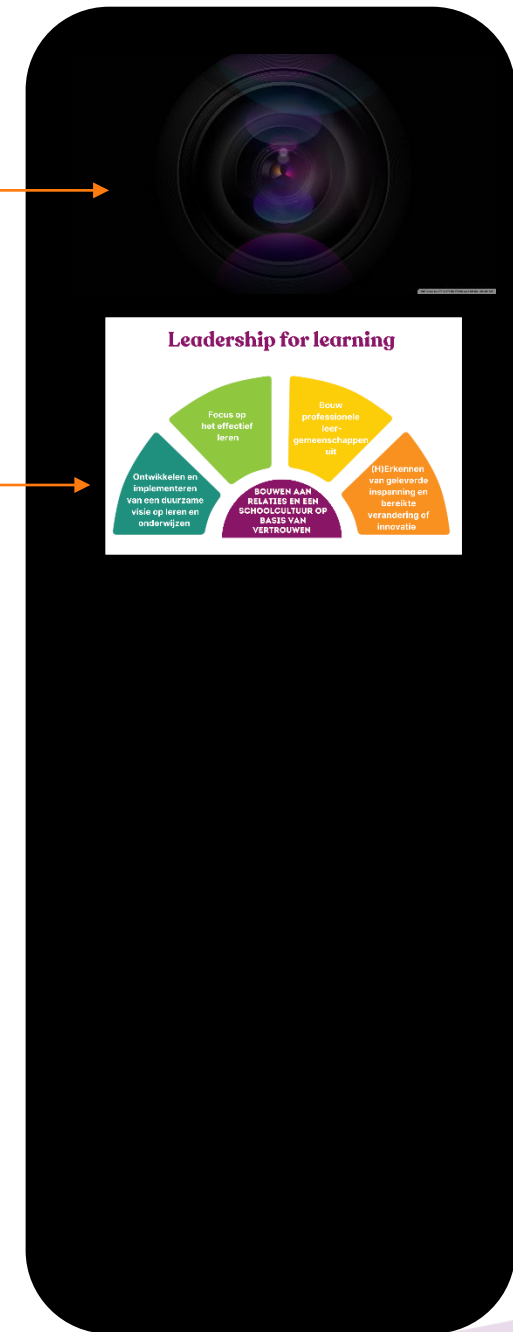 Leadership for learning
Ontwikkelen en
implementeren
van een duurzame
visie op leren en
onderwijzen
Focus op
het effectief
leren
Bouw
professionele
leer-
gemeenschappen
uit
(H)Erkennen
van geleverde
inspanning en
bereikte
verandering of
innovatie
BOUWEN AAN
RELATIES EN EEN
SCHOOLCULTUUR OP
BASIS VAN
VERTROUWEN